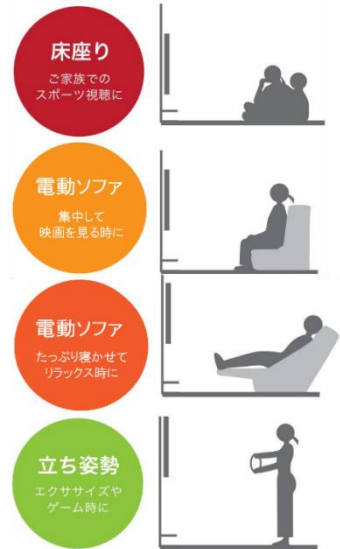 床座り
ご家族での
スポーツ視聴に
電動ソファ
集中して
映画を見る時に
電動ソファ
たっぷり寝かせて
リラックス時に
立ち姿勢
エクササイズや
ゲーム時に